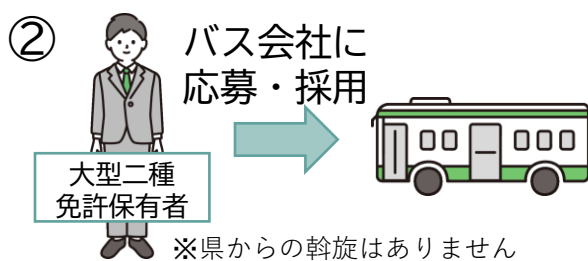 ②
バス会社に
応募・採用
大型二種
免許保有者
※県からの斡旋はありません